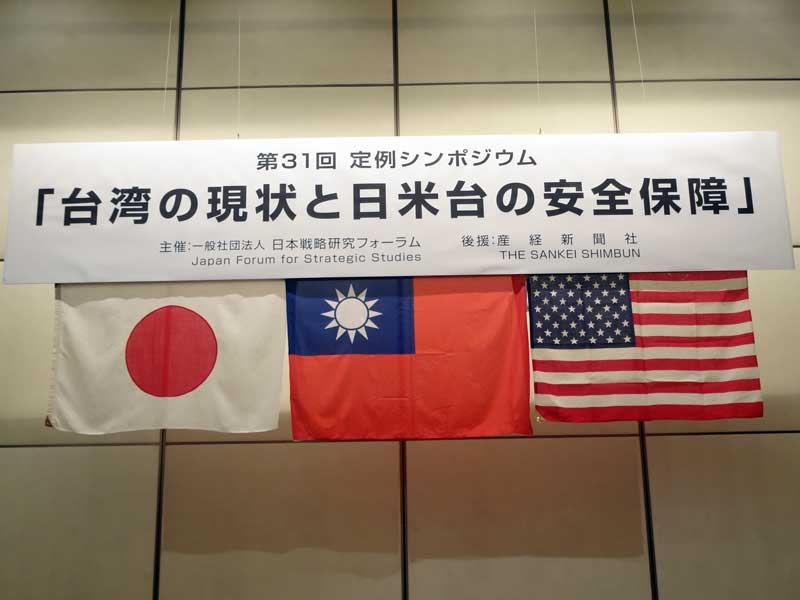 第31回 定例シンポジウム
「台湾の現状と日米台の安全保障」
主催:一般社団法人 日本戦略研究フォーラム 後援:産経新聞社
Japan Forum for Strategic Studies THE SANKEI SHIMBUN